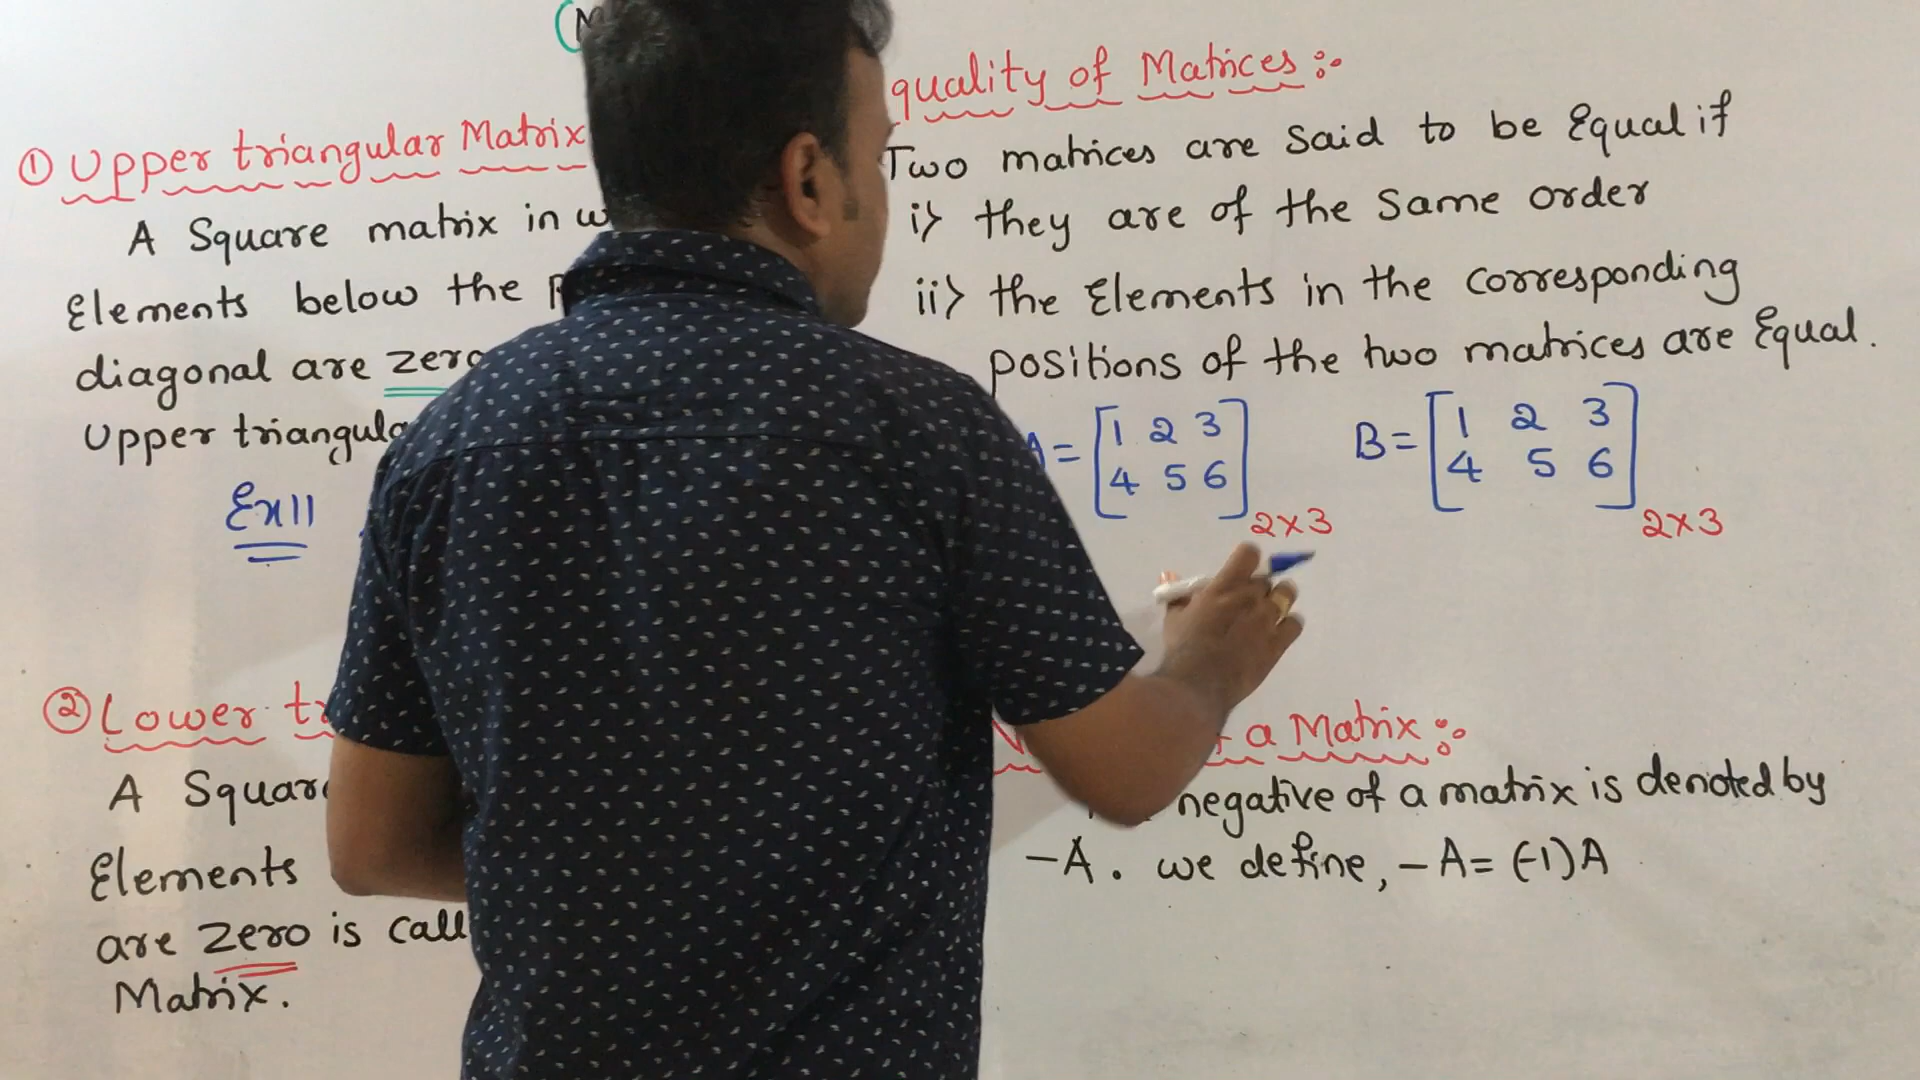 ① Upper triangular Matrix
A Square matrix in
Elements below the
diagonal are zero
Upper
Ex11
② Lower
A
Elements
are zero is
Matrix.
quality of Matrices :-
Two matrices are said to be Equal if
i> they are of the same order
ii> the Elements in the corresponding
positions of the two matrices are Equal.
A = [1 2 3 B = [1 2 3
4 5 6] 2×3 4 5 6] 2×3
a Matrix :-
negative of a matrix is denoted by
-A. we define, -A = (-1)A